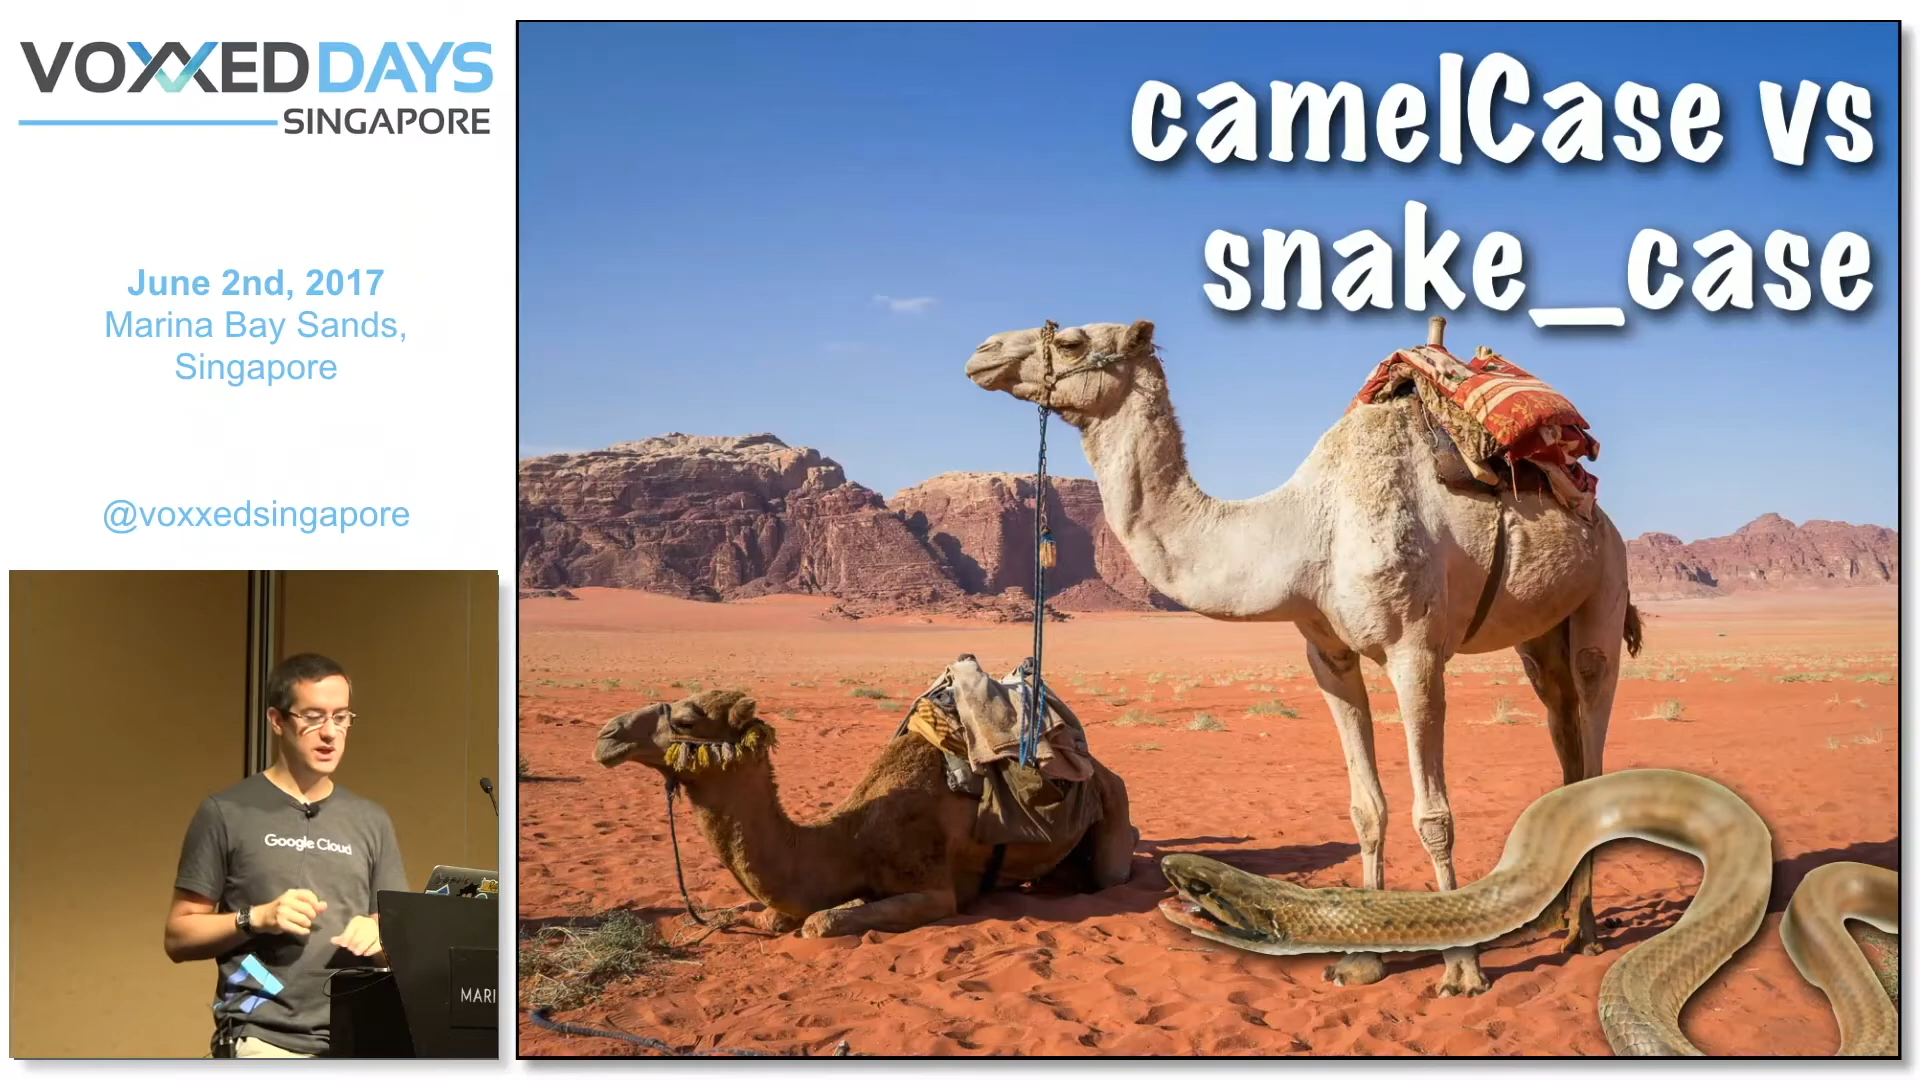 VOXXEDDAYS
SINGAPORE
June 2nd, 2017
Marina Bay Sands,
Singapore
@voxxedsingapore
camelCase vs
snake_case
Google Cloud
MARI